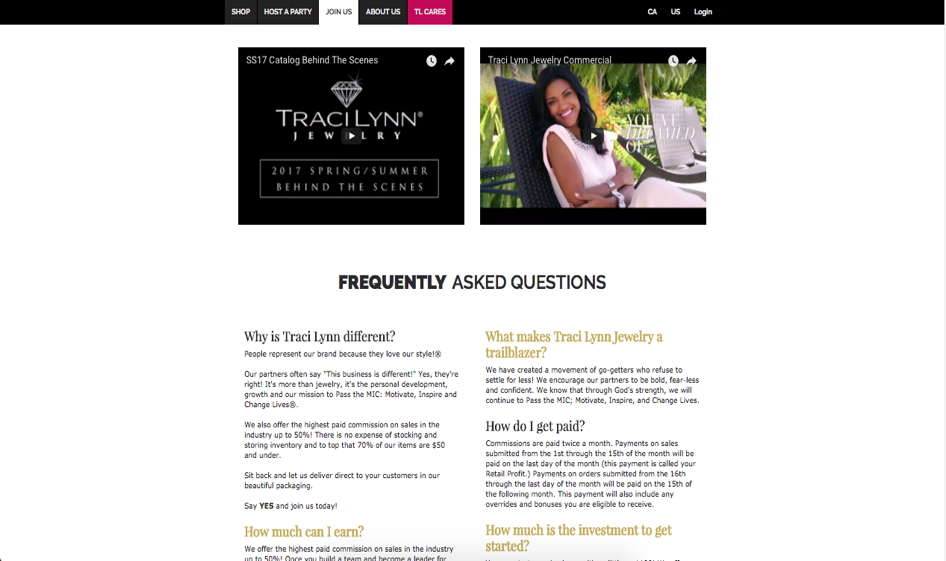 SHOP HOST A PARTY JOIN US ABOUT US TL CARES CA US Login
SS17 Catalog Behind The Scenes
TRACI LYNN®
JEWELRY
2017 SPRING/SUMMER
BEHIND THE SCENES
Traci Lynn Jewelry Commercial
YOU'VE
DREAMED
OF
FREQUENTLY ASKED QUESTIONS
Why is Traci Lynn different?
People represent our brand because they love our style!®
Our partners often say "This business is different!" Yes, they're
right! It's more than jewelry, it's the personal development,
growth and our mission to Pass the MIC: Motivate, Inspire and
Change Lives®.
We also offer the highest paid commission on sales in the
industry up to 50%! There is no expense of stocking and
storing inventory and to top that 70% of our items are $50
and under.
Sit back and let us deliver direct to your customers in our
beautiful packaging.
Say YES and join us today!
How much can I earn?
We offer the highest paid commission on sales in the industry
up to 50%! Once you build a team and become a leader for
What makes Traci Lynn Jewelry a
trailblazer?
We have created a movement of go-getters who refuse to
settle for less! We encourage our partners to be bold, fear-less
and confident. We know that through God's strength, we will
continue to Pass the MIC; Motivate, Inspire, and Change Lives.
How do I get paid?
Commissions are paid twice a month. Payments on sales
submitted from the 1st through the 15th of the month will be
paid on the last day of the month (this payment is called your
Retail Profit.) Payments on orders submitted from the 16th
through the last day of the month will be paid on the 15th of
the following month. This payment will also include any
overrides and bonuses you are eligible to receive.
How much is the investment to get
started?